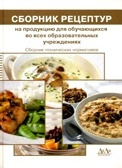 СБОРНИК РЕЦЕПТУР
на продукцию для обучающихся
во всех образовательных
учреждениях
Сборник технических нормативов